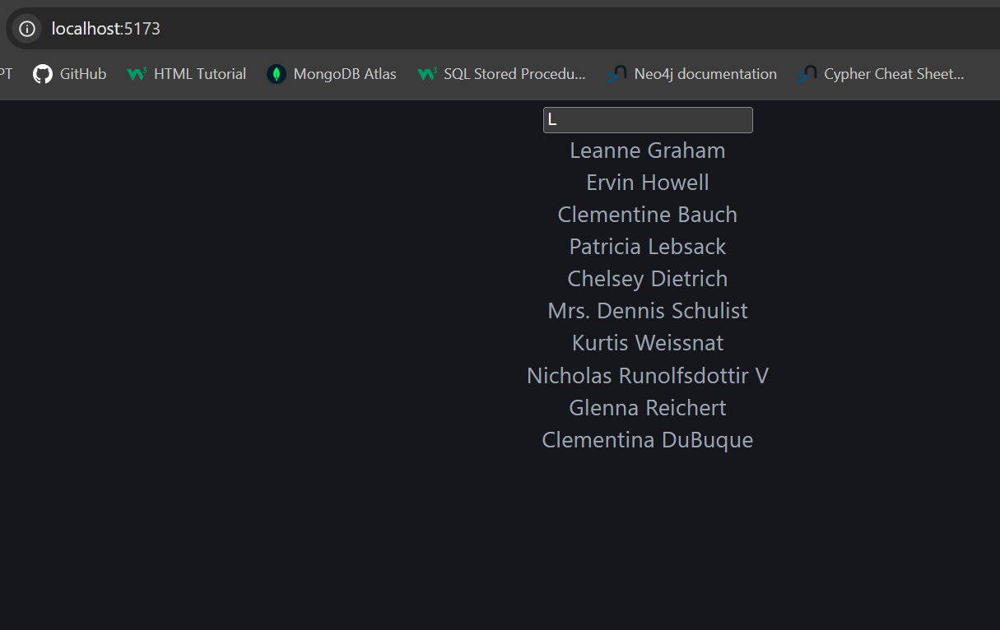 localhost:5173
PT GitHub HTML Tutorial MongoDB Atlas SQL Stored Procedu... Neo4j documentation Cypher Cheat Sheet...
L
Leanne Graham
Ervin Howell
Clementine Bauch
Patricia Lebsack
Chelsey Dietrich
Mrs. Dennis Schulist
Kurtis Weissnat
Nicholas Runolfsdottir V
Glenna Reichert
Clementina DuBuque